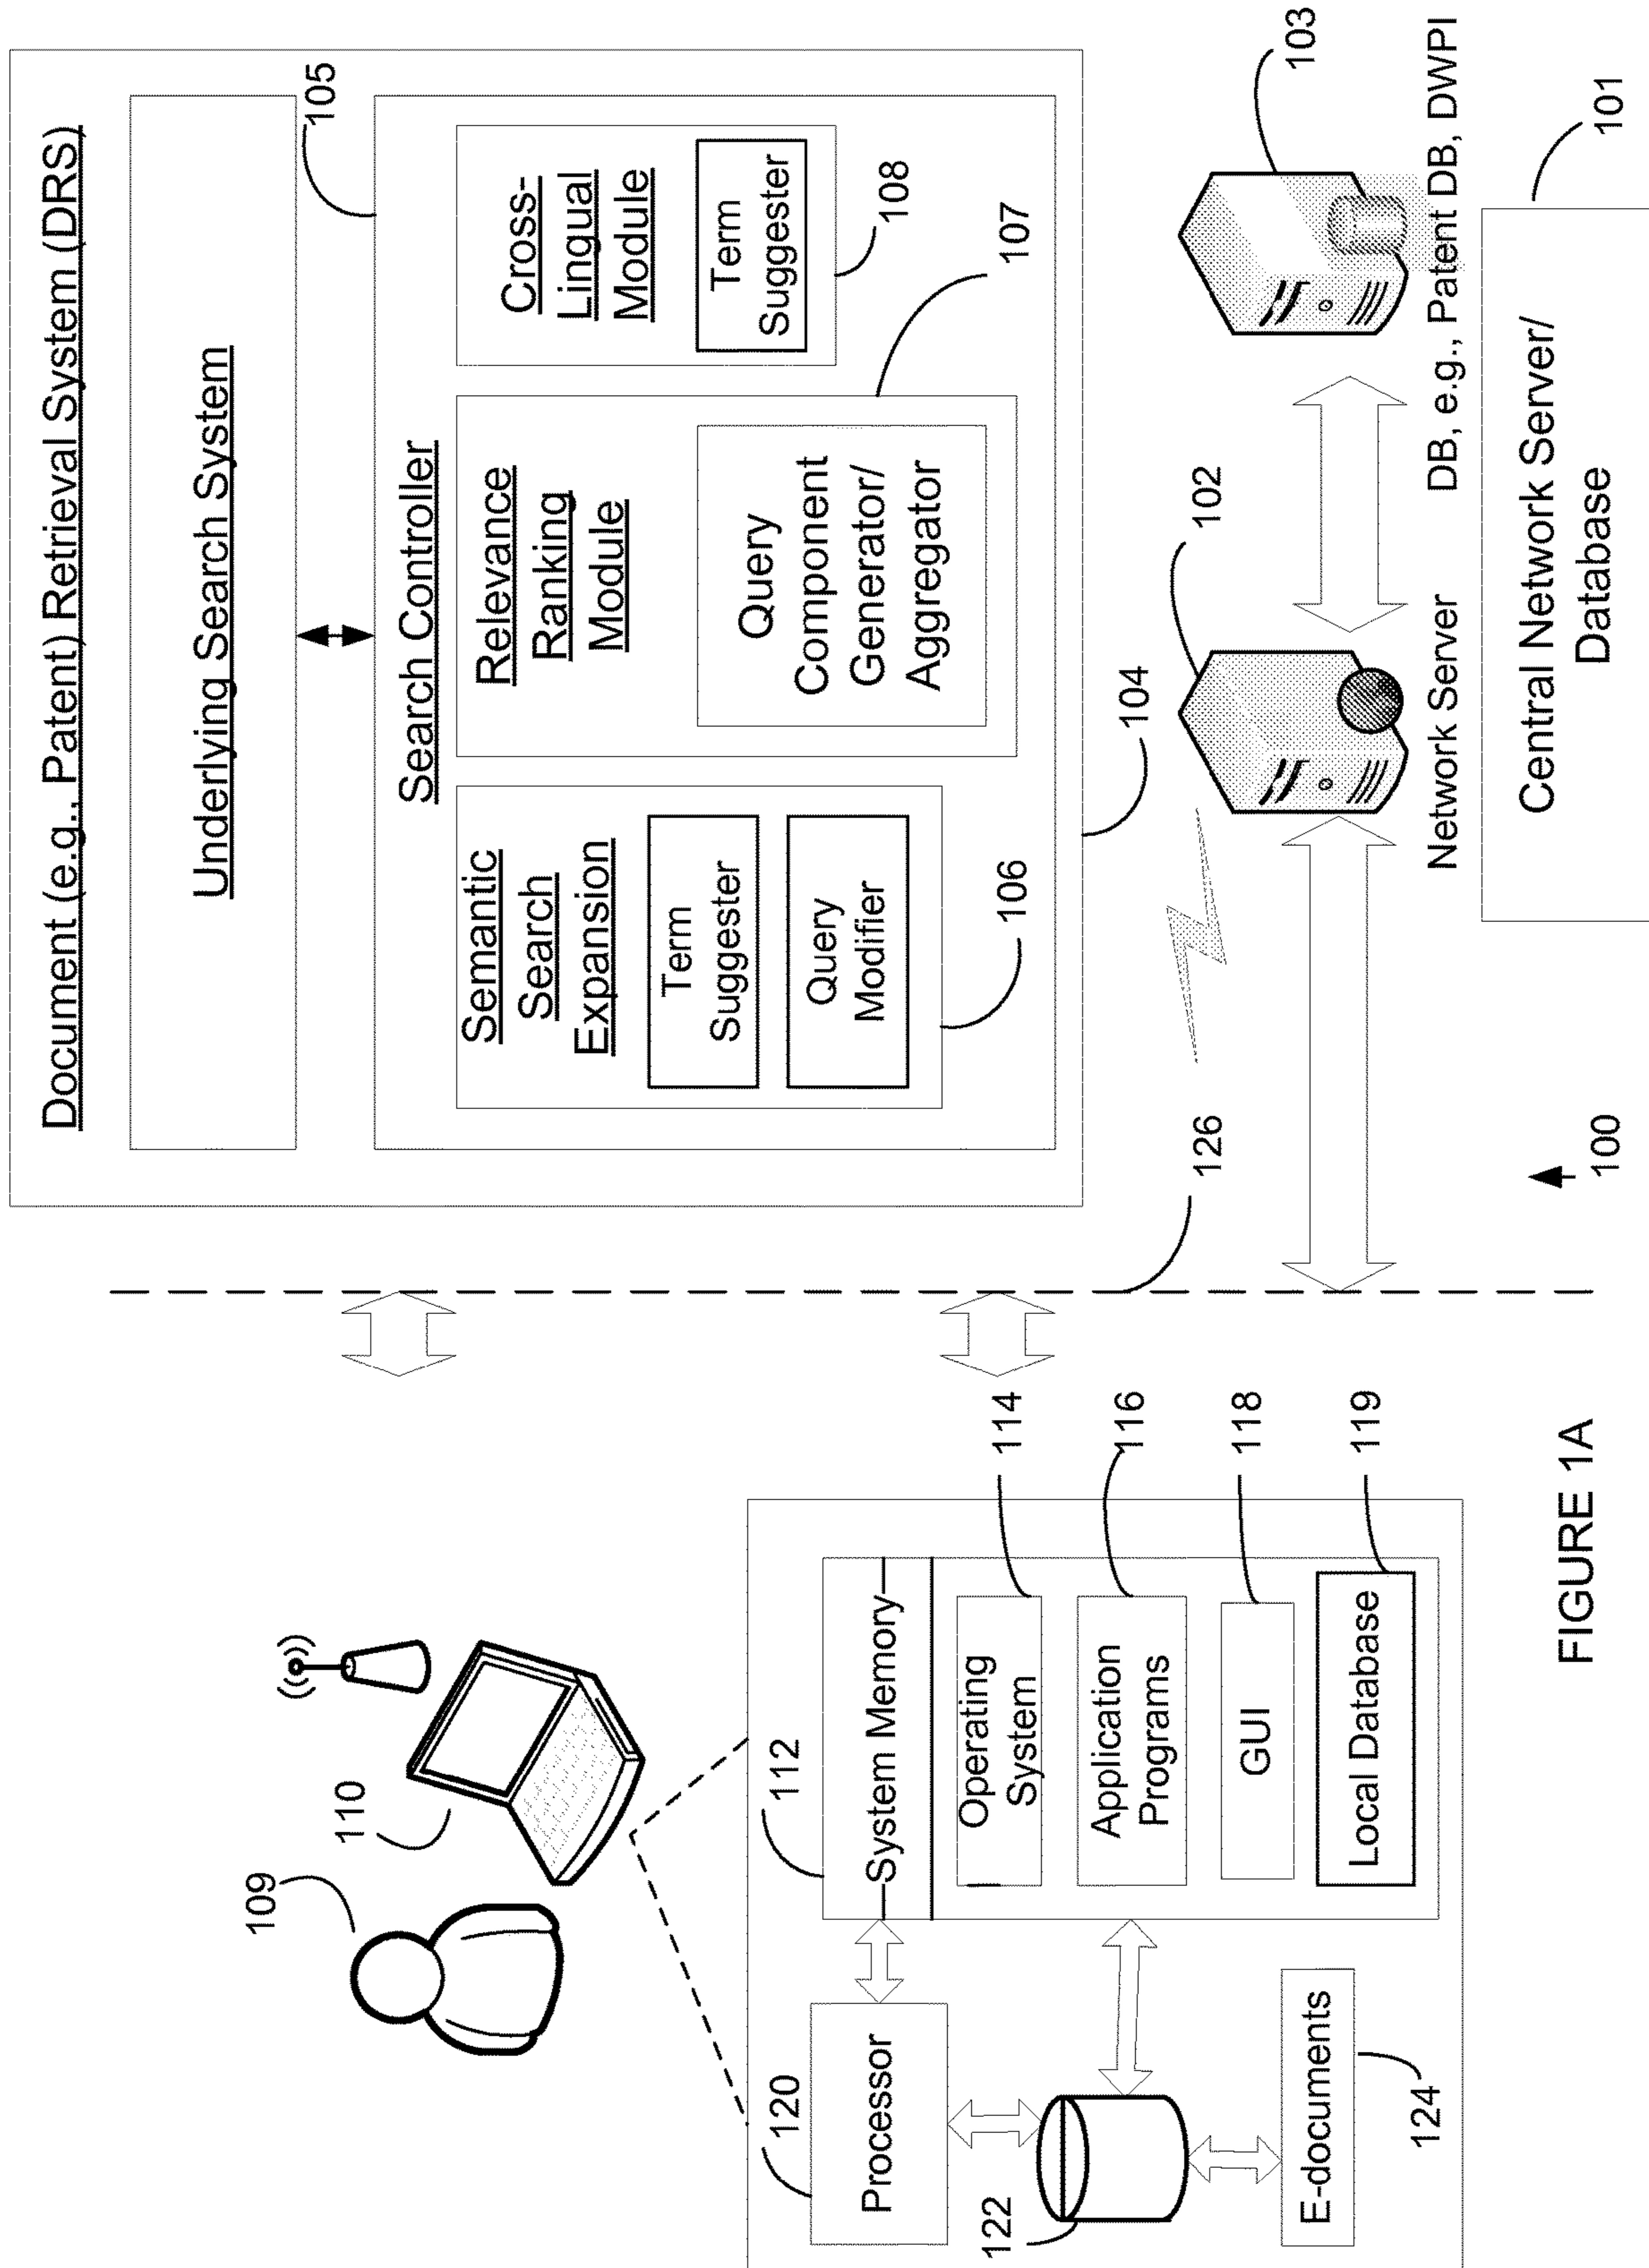 Document (e.g., Patent) Retrieval System (DRS)
Underlying Search System
105
Search Controller
Semantic
Search
Expansion
Term
Suggester
Query
Modifier
106
Relevance
Ranking
Module
Query
Component
Generator/
Aggregator
107
Cross-
Lingual
Module
Term
Suggester
108
104
126
102
Network Server
103
DB, e.g., Patent DB, DWPI
101
Central Network Server/
Database
100
109
110
112
System Memory
Operating
System
114
Application
Programs
116
GUI
118
Local Database
119
120
Processor
122
E-documents
124
FIGURE 1A